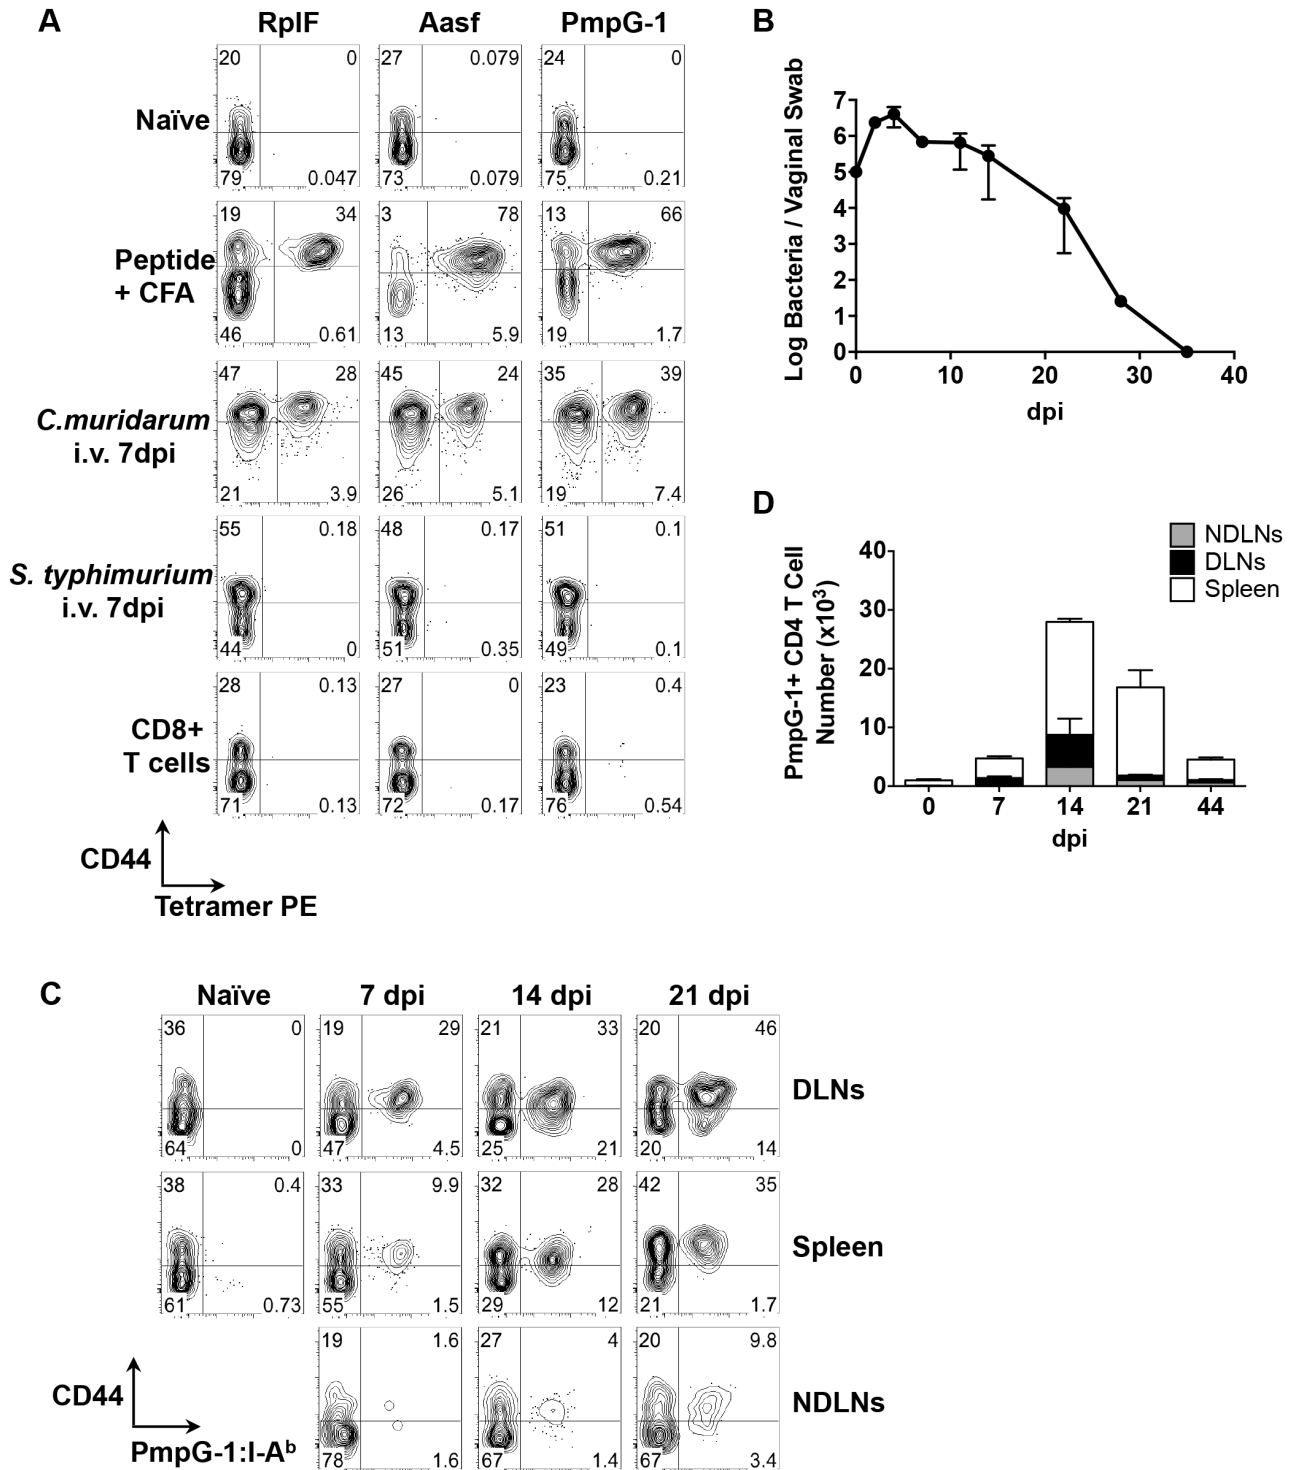 A
RplF Aasf PmpG-1
Naïve
20 0 27 0.079 24 0
79 0.047 73 0.079 75 0.21
Peptide
+ CFA
19 34 3 78 13 66
46 0.61 13 5.9 19 1.7
C.muridarum
i.v. 7dpi
47 28 45 24 35 39
21 3.9 26 5.1 19 7.4
S. typhimurium
i.v. 7dpi
55 0.18 48 0.17 51 0.1
44 0 51 0.35 49 0.1
CD8+
T cells
28 0.13 27 0 23 0.4
71 0.13 72 0.17 76 0.54
CD44
Tetramer PE
B
Log Bacteria / Vaginal Swab
7
6
5
4
3
2
1
0
0 10 20 30 40
dpi
D
NDLNs
DLNs
Spleen
PmpG-1+ CD4 T Cell
Number (x10³)
40
30
20
10
0
0 7 14 21 44
dpi
C
Naïve 7 dpi 14 dpi 21 dpi
36 0 19 29 21 33 20 46
64 0 47 4.5 25 21 20 14
DLNs
38 0.4 33 9.9 32 28 42 35
61 0.73 55 1.5 29 12 21 1.7
Spleen
19 1.6 27 4 20 9.8
78 1.6 67 1.4 67 3.4
NDLNs
CD44
PmpG-1:I-Aᵇ